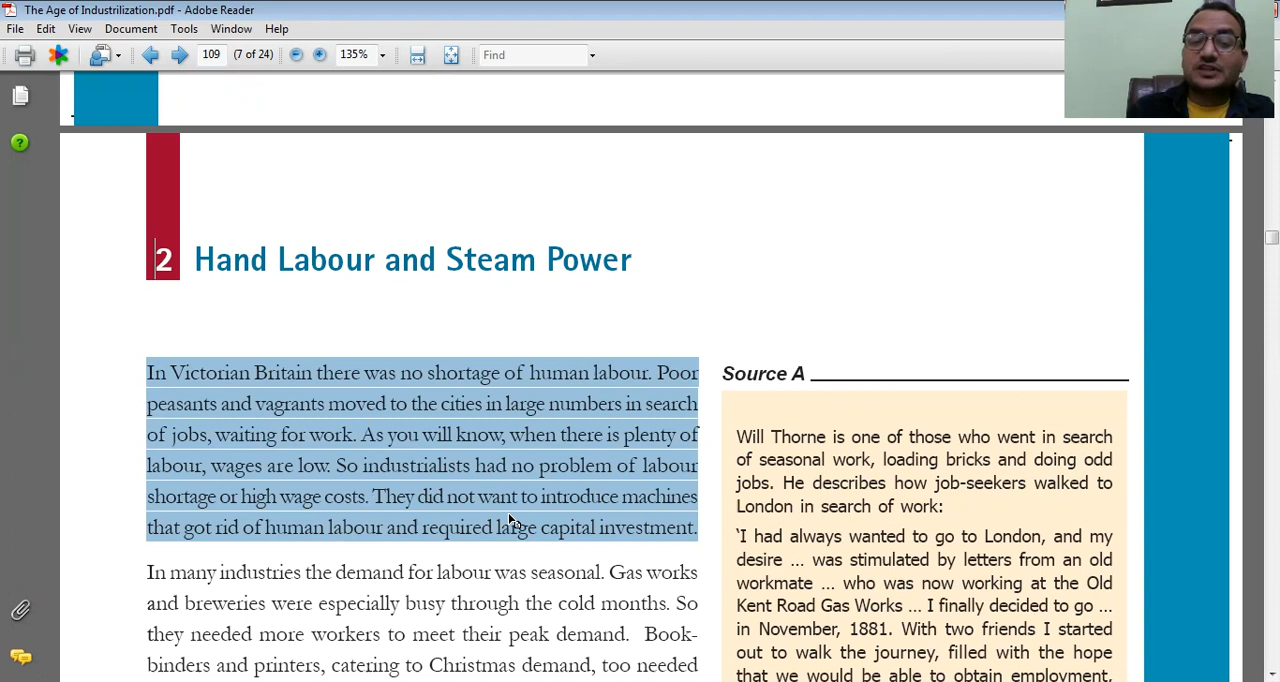 The Age of Industrilization.pdf - Adobe Reader
File Edit View Document Tools Window Help
109 (7 of 24) 135% Find
2 Hand Labour and Steam Power
In Victorian Britain there was no shortage of human labour. Poor
peasants and vagrants moved to the cities in large numbers in search
of jobs, waiting for work. As you will know, when there is plenty of
labour, wages are low. So industrialists had no problem of labour
shortage or high wage costs. They did not want to introduce machines
that got rid of human labour and required large capital investment.
In many industries the demand for labour was seasonal. Gas works
and breweries were especially busy through the cold months. So
they needed more workers to meet their peak demand. Book-
binders and printers, catering to Christmas demand, too needed
Source A
Will Thorne is one of those who went in search
of seasonal work, loading bricks and doing odd
jobs. He describes how job-seekers walked to
London in search of work:
‘I had always wanted to go to London, and my
desire … was stimulated by letters from an old
workmate … who was now working at the Old
Kent Road Gas Works … I finally decided to go …
in November, 1881. With two friends I started
out to walk the journey, filled with the hope
that we would be able to obtain employment,